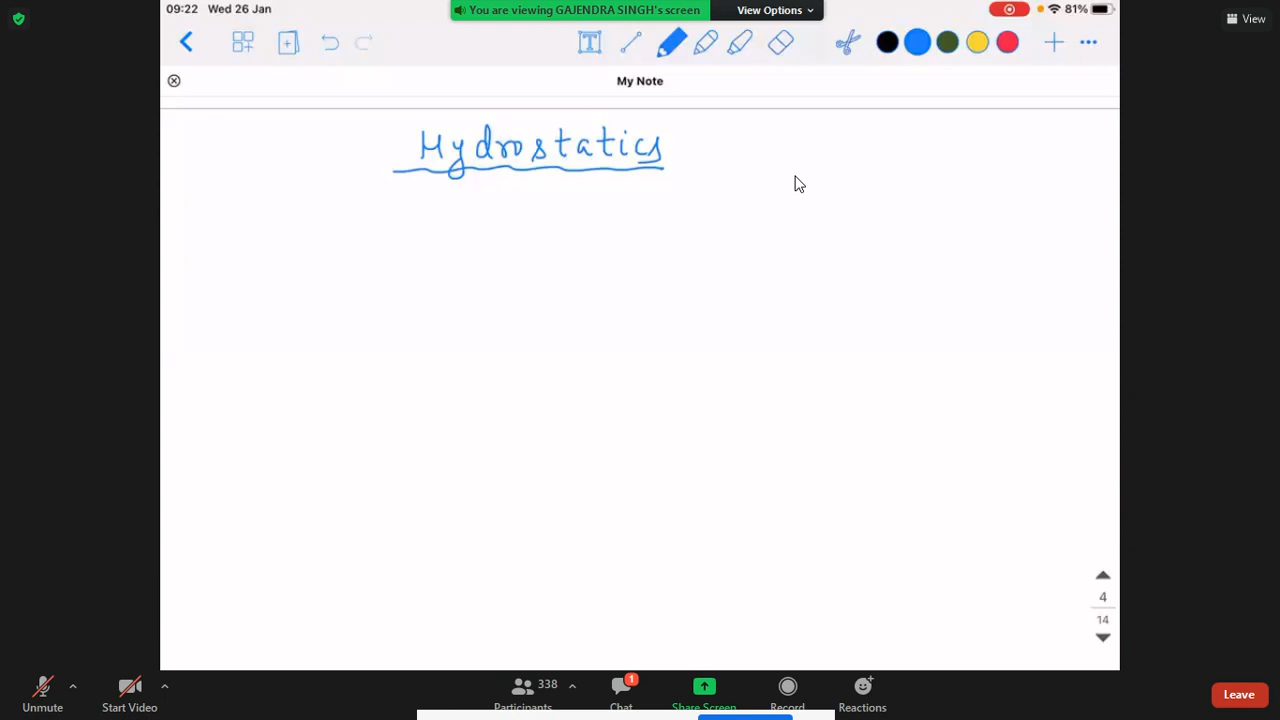 09:22 Wed 26 Jan
You are viewing GAJENDRA SINGH's screen
View Options
81%
View
My Note
Hydrostatics
4
14
Unmute
Start Video
338
Participants
1
Chat
Share Screen
Record
Reactions
Leave